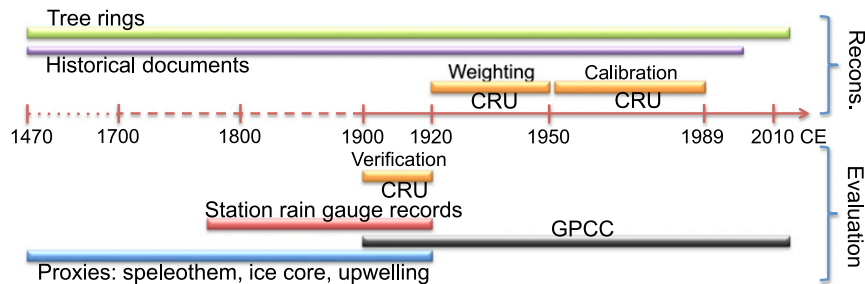 Tree rings
Historical documents
Weighting
Calibration
CRU
CRU
Recons.
1470 1700 1800 1900 1920 1950 1989 2010 CE
Verification
CRU
Station rain gauge records
GPCC
Proxies: speleothem, ice core, upwelling
Evaluation